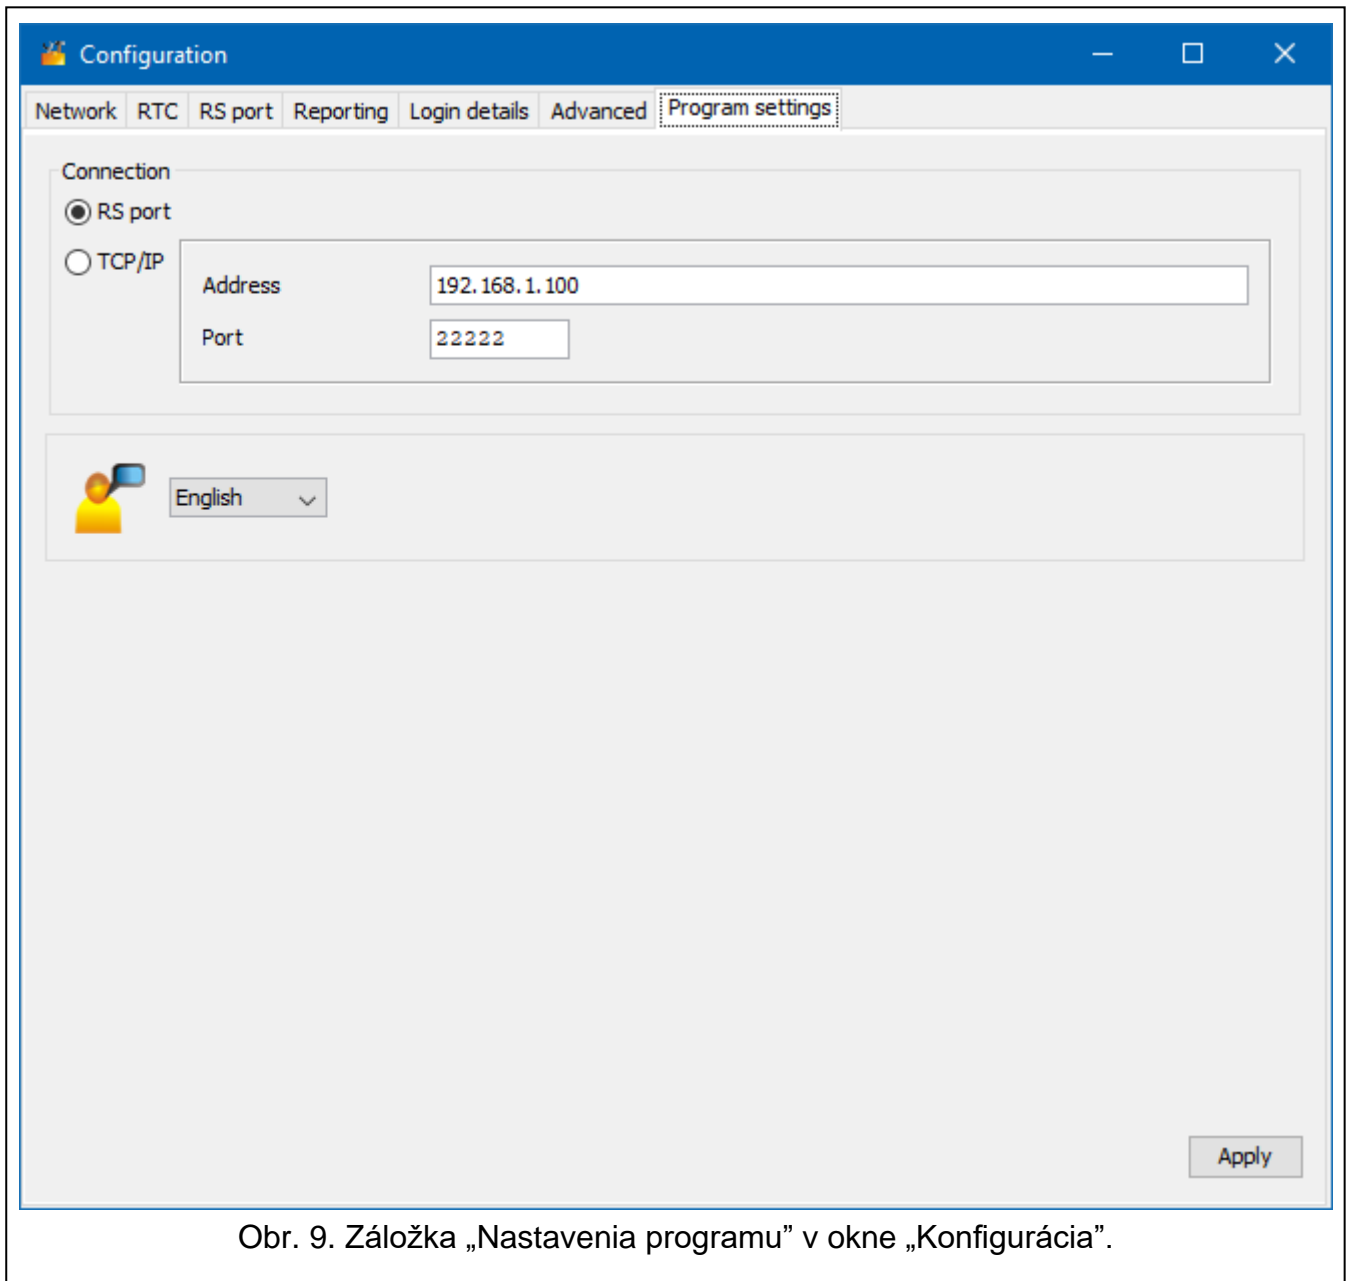 Configuration
Network RTC RS port Reporting Login details Advanced Program settings
Connection
RS port
TCP/IP
Address 192.168.1.100
Port 22222
English
Apply
Obr. 9. Záložka „Nastavenia programu” v okne „Konfigurácia”.